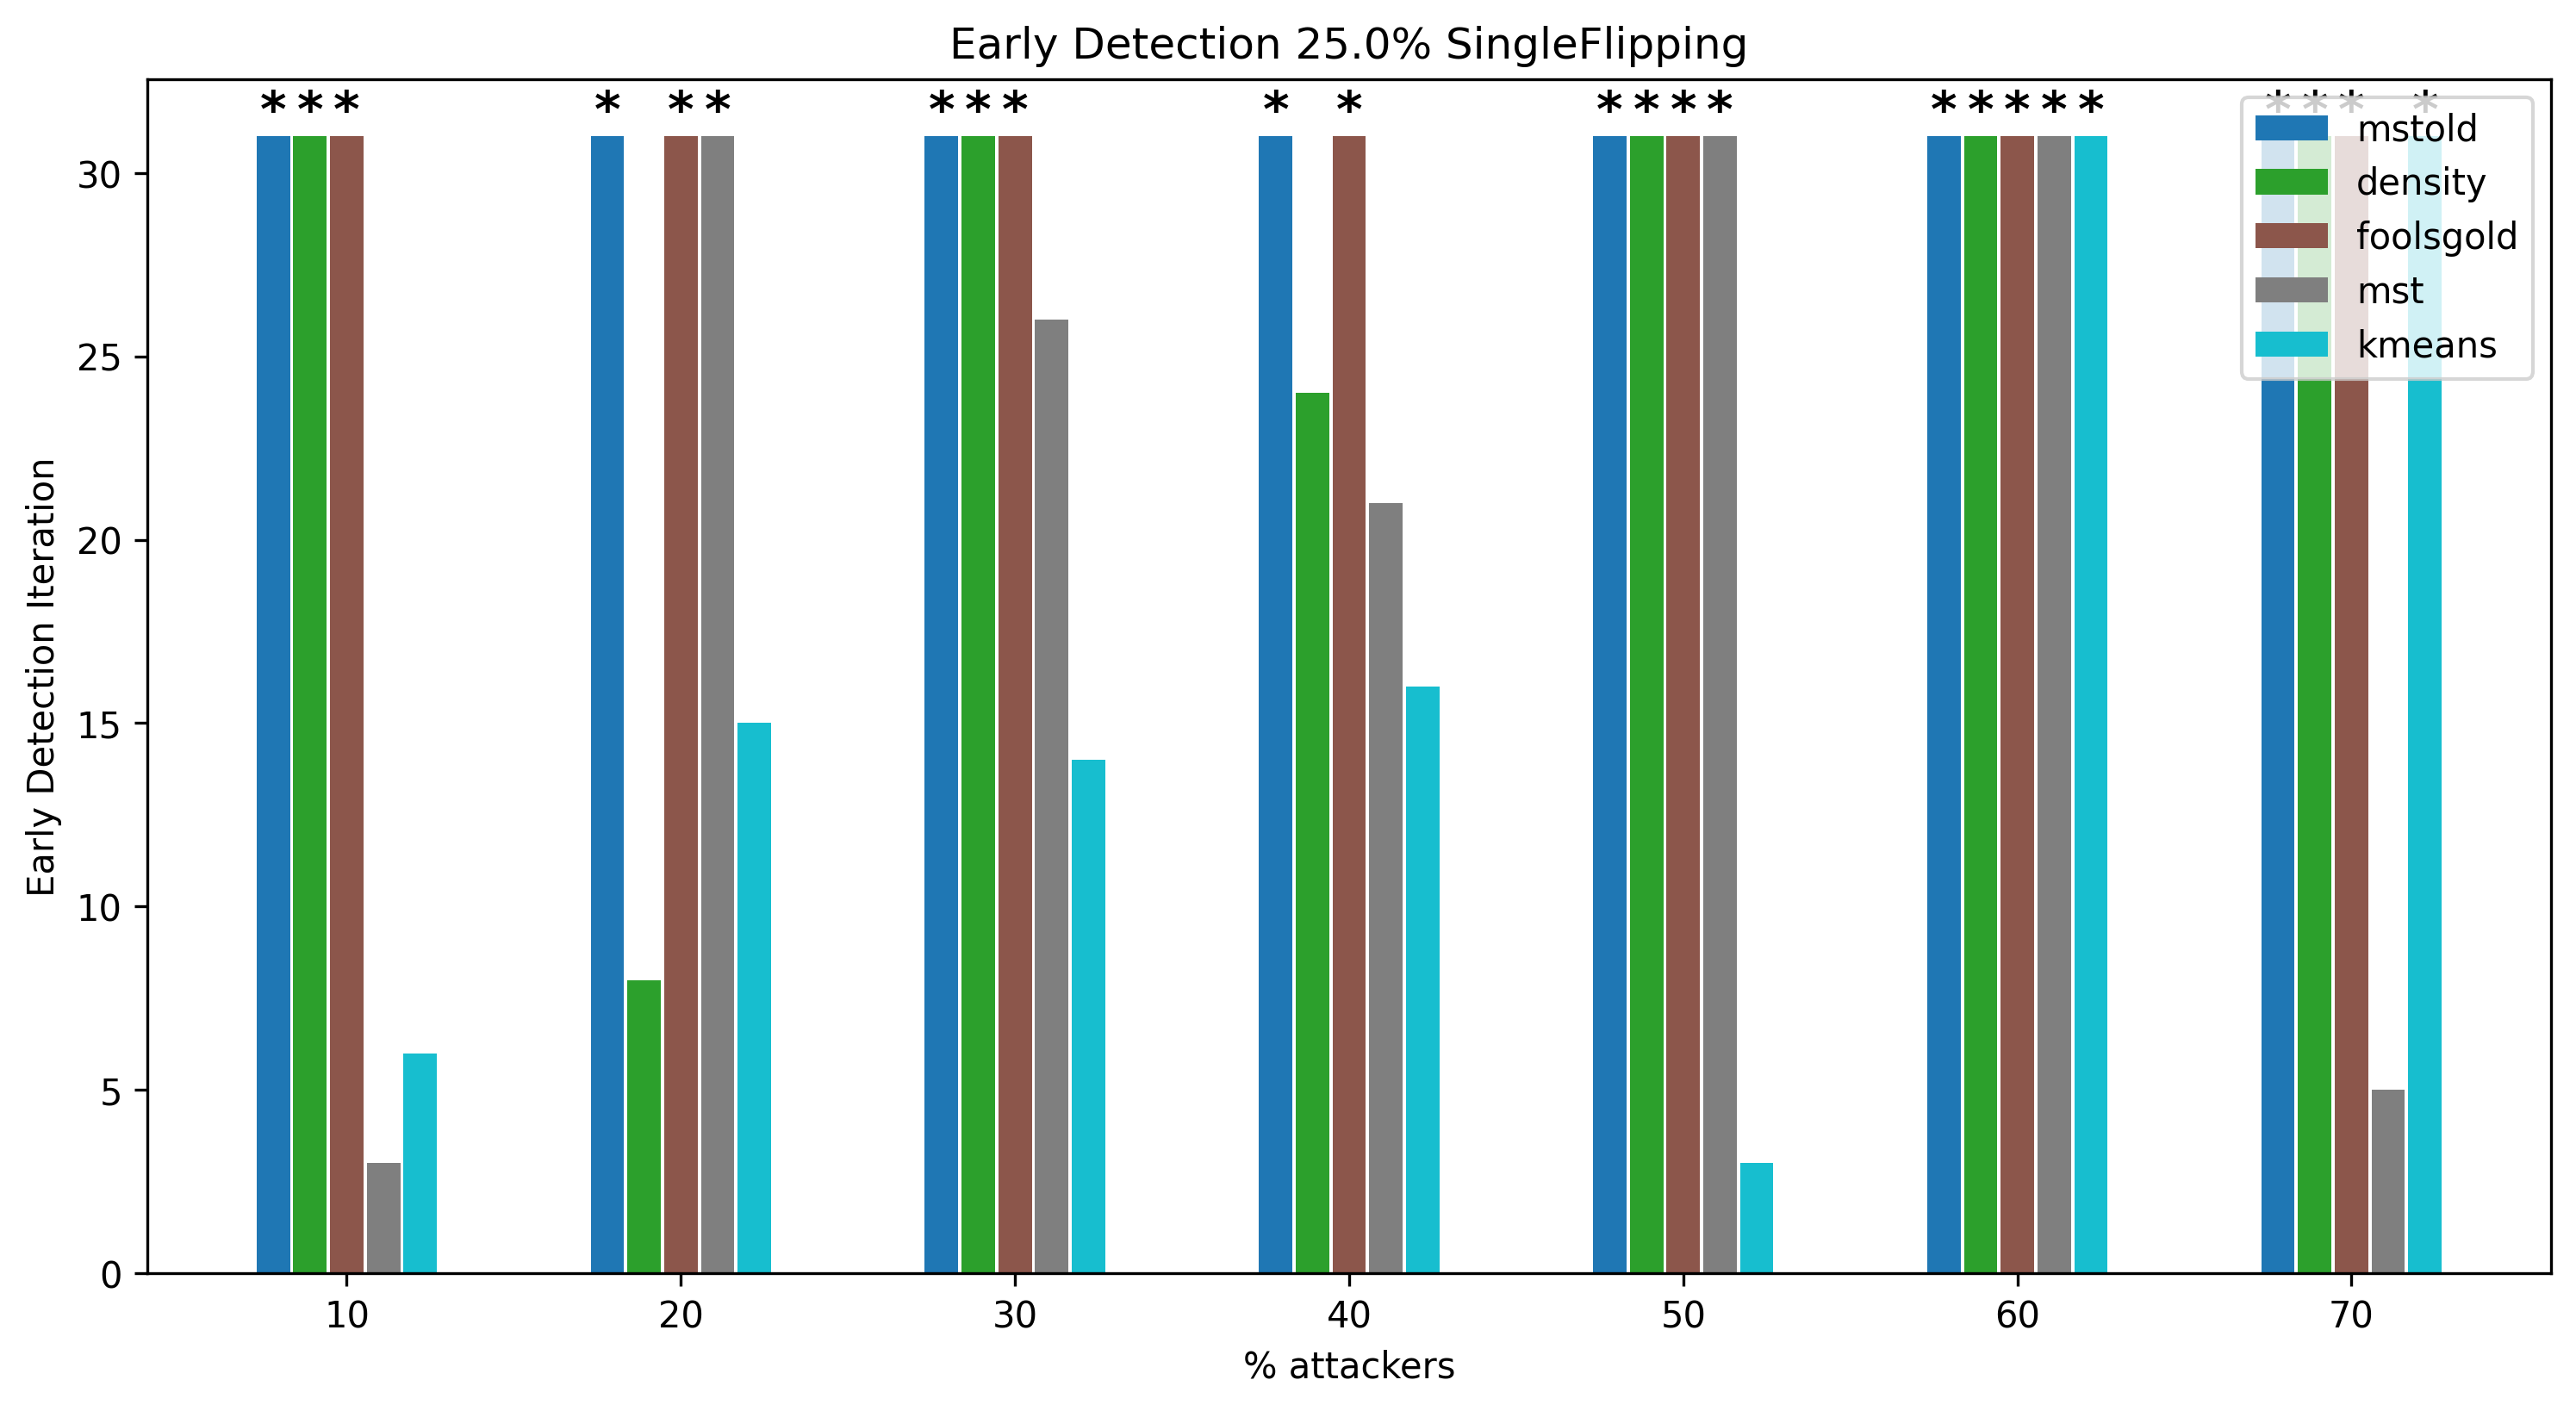 Early Detection 25.0% SingleFlipping
* * * * * * * * * * * * * * * * * * * * * * * * *
mstold
density
foolsgold
mst
kmeans
30
25
20
15
10
5
0
Early Detection Iteration
10 20 30 40 50 60 70
% attackers